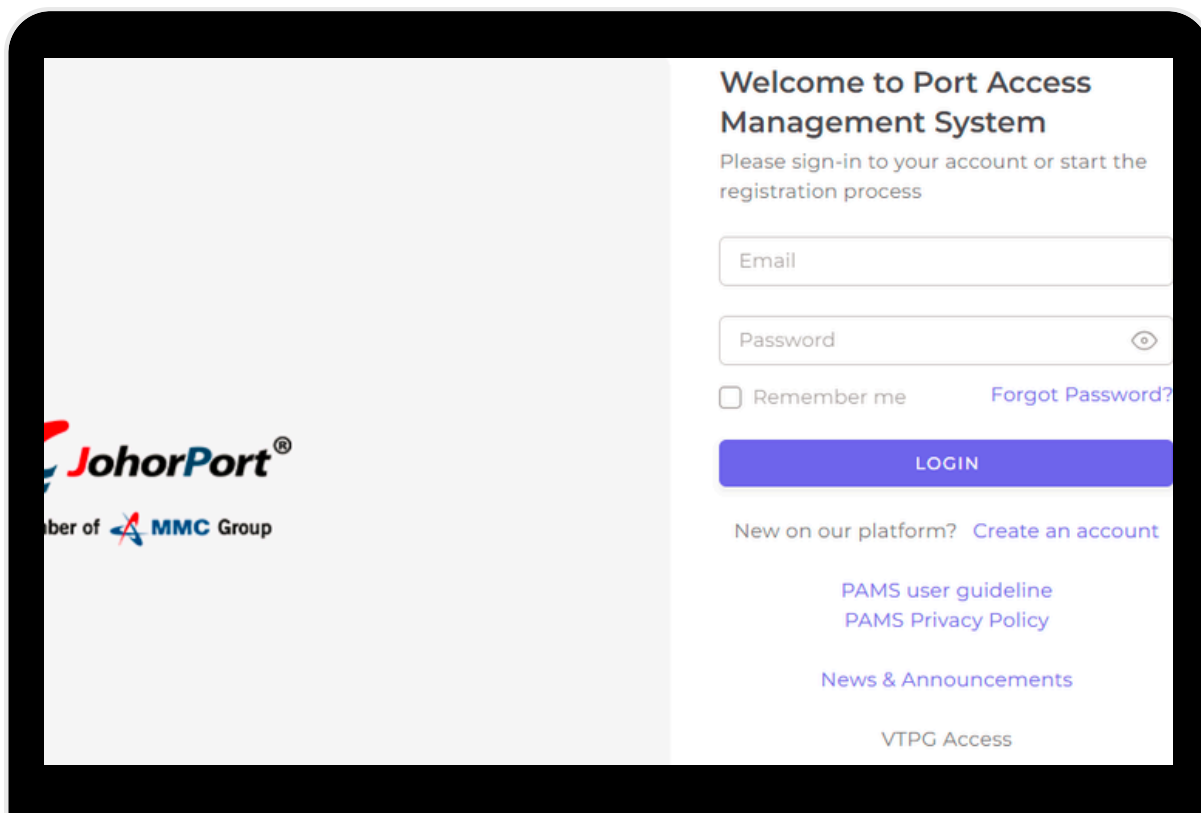 Welcome to Port Access
Management System
Please sign-in to your account or start the
registration process
Email
Password
Remember me
Forgot Password?
LOGIN
New on our platform? Create an account
PAMS user guideline
PAMS Privacy Policy
News & Announcements
VTPG Access
JohorPort®
of MMC Group